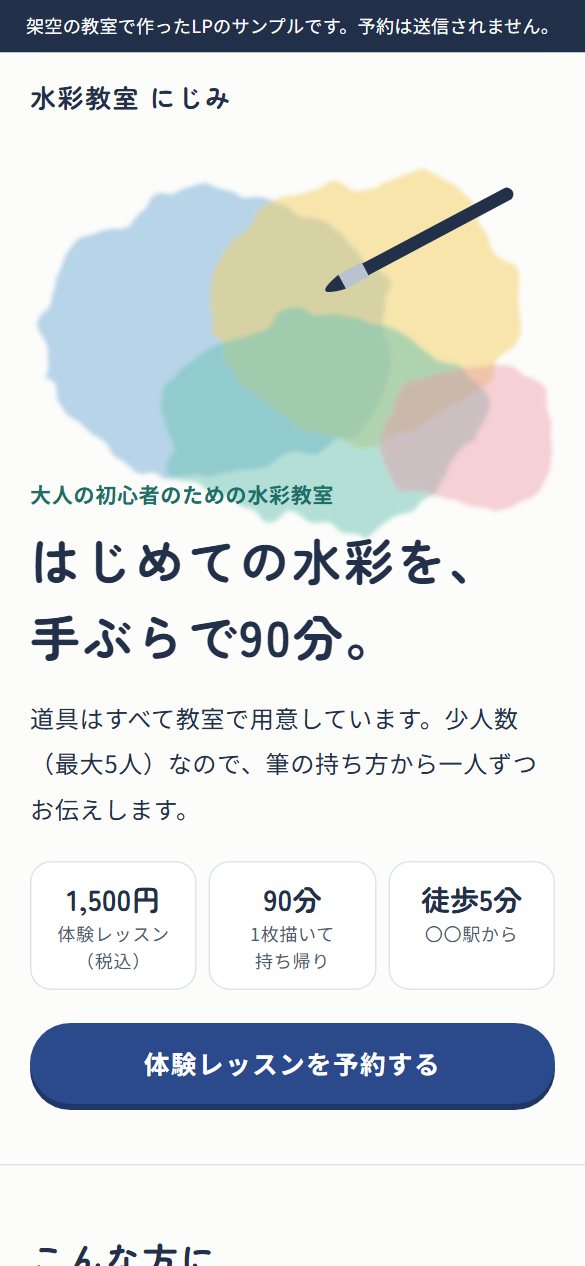 架空の教室で作ったLPのサンプルです。予約は送信されません。
水彩教室 にじみ
大人の初心者のための水彩教室
はじめての水彩を、
手ぶらで90分。
道具はすべて教室で用意しています。少人数
（最大5人）なので、筆の持ち方から一人ずつ
お伝えします。
1,500円
体験レッスン
（税込）
90分
1枚描いて
持ち帰り
徒歩5分
〇〇駅から
体験レッスンを予約する
こんな方に